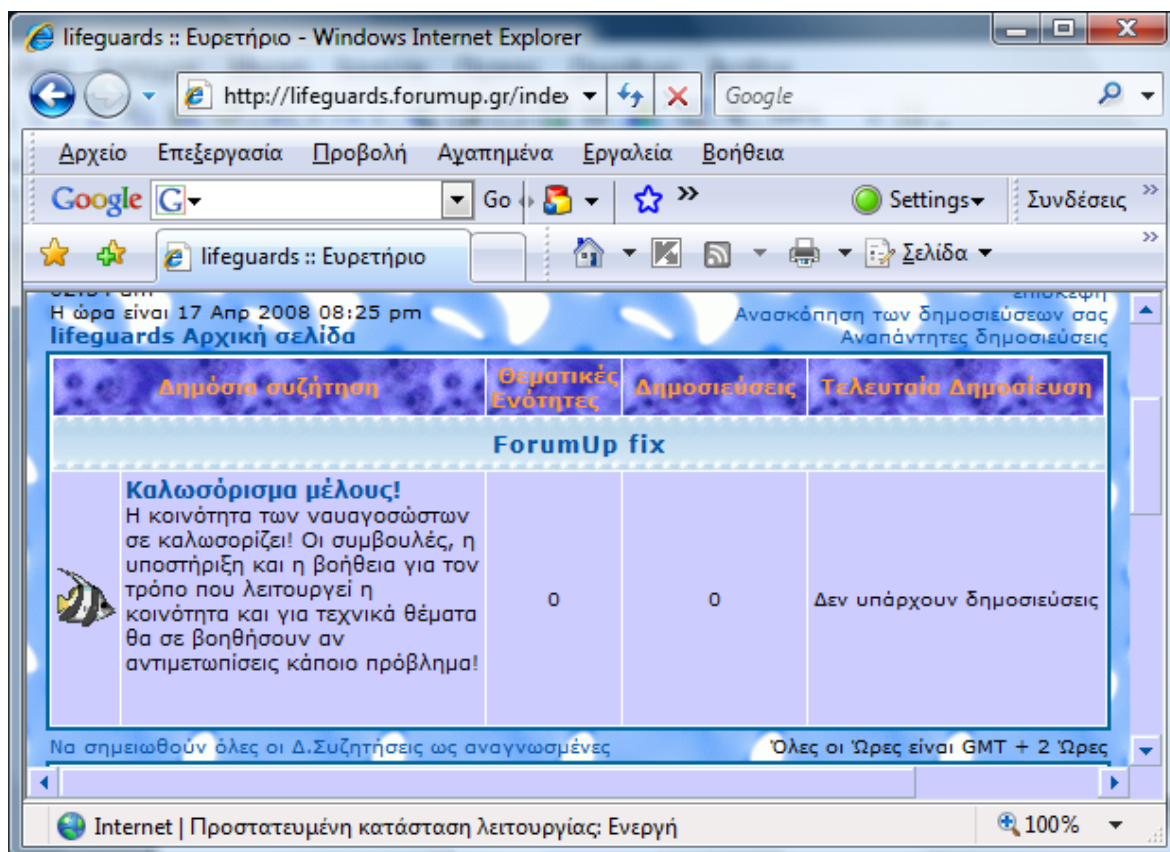 lifeguards :: Ευρετήριο - Windows Internet Explorer
http://lifeguards.forumup.gr/index
Google
Αρχείο Επεξεργασία Προβολή Αγαπημένα Εργαλεία Βοήθεια
Google G Go Settings Συνδέσεις
lifeguards :: Ευρετήριο Σελίδα
επίσκεψη
Η ώρα είναι 17 Απρ 2008 08:25 pm Ανασκόπηση των δημοσιεύσεων σας
lifeguards Αρχική σελίδα Αναπάντητες δημοσιεύσεις
Δημόσια συζήτηση Θεματικές Ενότητες Δημοσιεύσεις Τελευταία Δημοσίευση
ForumUp fix
Καλωσόρισμα μέλους!
Η κοινότητα των ναυαγοσώστων
σε καλωσορίζει! Οι συμβουλές, η
υποστήριξη και η βοήθεια για τον
τρόπο που λειτουργεί η
κοινότητα και για τεχνικά θέματα
θα σε βοηθήσουν αν
αντιμετωπίσεις κάποιο πρόβλημα!
0 0 Δεν υπάρχουν δημοσιεύσεις
Να σημειωθούν όλες οι Δ.Συζητήσεις ως αναγνωσμένες Όλες οι Ώρες είναι GMT + 2 Ώρες
Internet | Προστατευμένη κατάσταση λειτουργίας: Ενεργή 100%